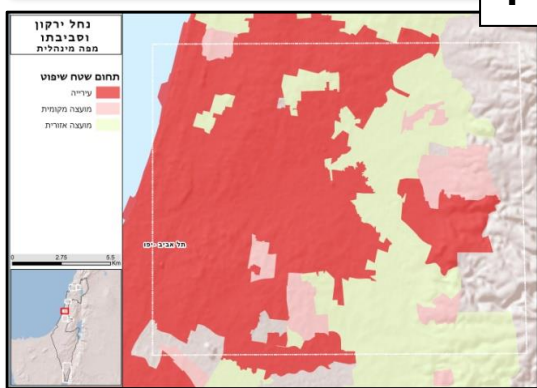 נחל ירקון
וסביבתו
מפה מינהלית
תחום שטח שיפוט
עירייה
מועצה מקומית
מועצה אזורית
תל אביב-יפו
0 2.75 5.5
Km